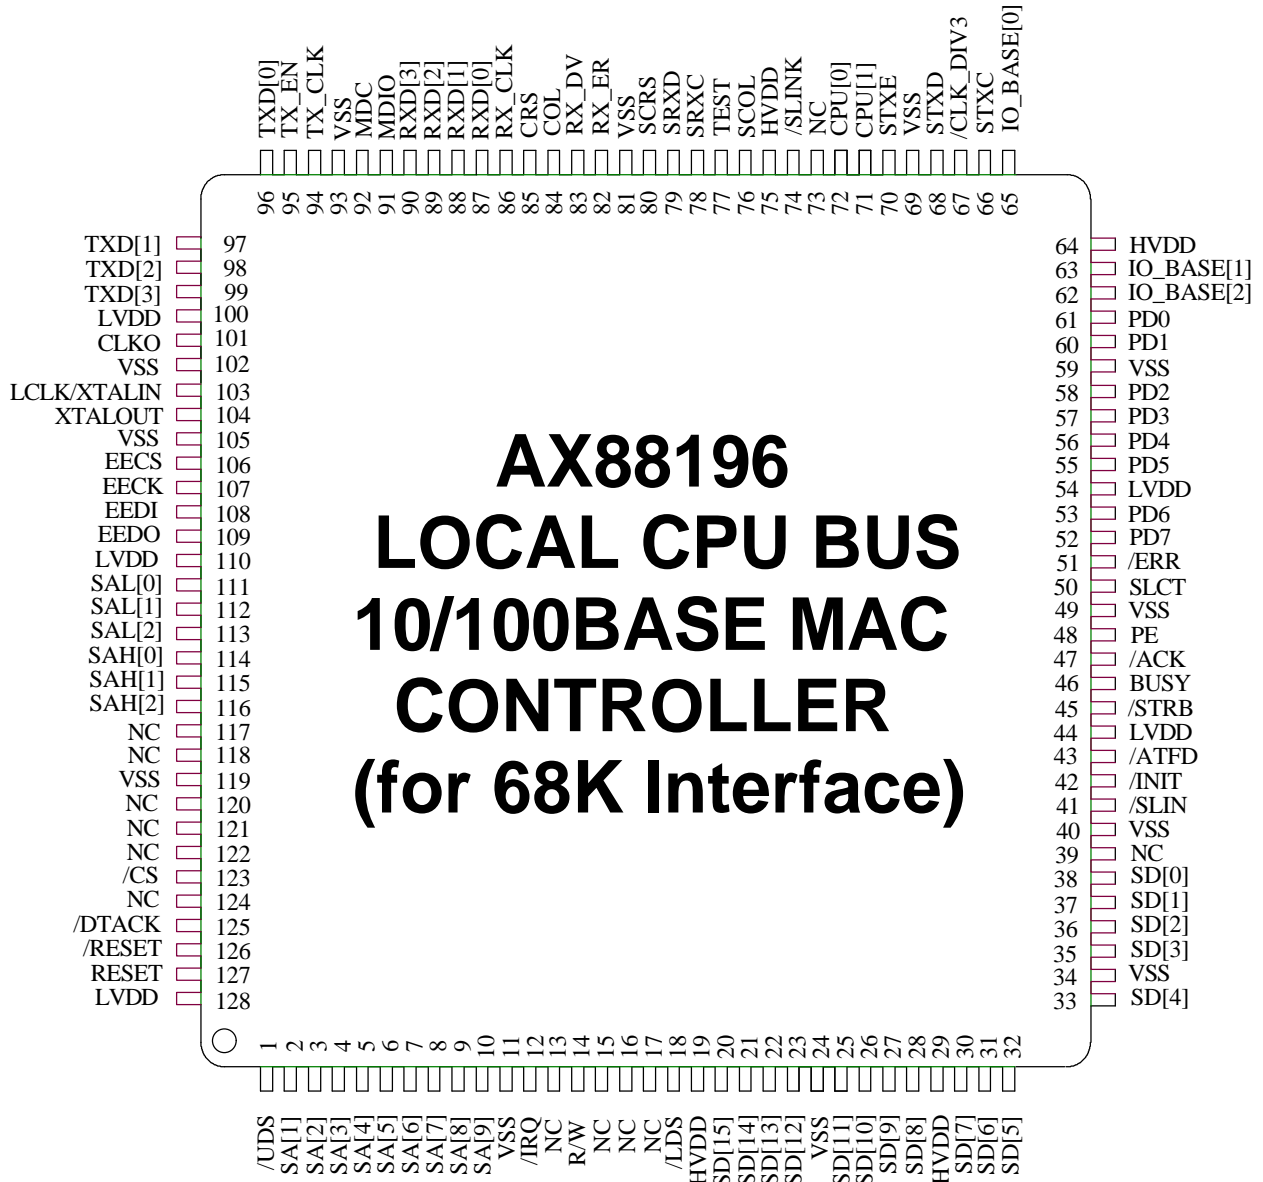 TXD[0] TX_EN TX_CLK VSS MDC MDIO RXD[3] RXD[2] RXD[1] RXD[0] RX_CLK CRS COL RX_DV RX_ER VSS SCRS SRXD SRXC TEST SCOL HVDD /SLINK NC CPU[0] CPU[1] STXE VSS STXD /CLK_DIV3 STXC IO_BASE[0]
96 95 94 93 92 91 90 89 88 87 86 85 84 83 82 81 80 79 78 77 76 75 74 73 72 71 70 69 68 67 66 65
TXD[1] 97
TXD[2] 98
TXD[3] 99
LVDD 100
CLKO 101
VSS 102
LCLK/XTALIN 103
XTALOUT 104
VSS 105
EECS 106
EECK 107
EEDI 108
EEDO 109
LVDD 110
SAL[0] 111
SAL[1] 112
SAL[2] 113
SAH[0] 114
SAH[1] 115
SAH[2] 116
NC 117
NC 118
VSS 119
NC 120
NC 121
NC 122
/CS 123
NC 124
/DTACK 125
/RESET 126
RESET 127
LVDD 128
AX88196
LOCAL CPU BUS
10/100BASE MAC
CONTROLLER
(for 68K Interface)
64 HVDD
63 IO_BASE[1]
62 IO_BASE[2]
61 PD0
60 PD1
59 VSS
58 PD2
57 PD3
56 PD4
55 PD5
54 LVDD
53 PD6
52 PD7
51 /ERR
50 SLCT
49 VSS
48 PE
47 /ACK
46 BUSY
45 /STRB
44 LVDD
43 /ATFD
42 /INIT
41 /SLIN
40 VSS
39 NC
38 SD[0]
37 SD[1]
36 SD[2]
35 SD[3]
34 VSS
33 SD[4]
1 2 3 4 5 6 7 8 9 10 11 12 13 14 15 16 17 18 19 20 21 22 23 24 25 26 27 28 29 30 31 32
/UDS SA[1] SA[2] SA[3] SA[4] SA[5] SA[6] SA[7] SA[8] SA[9] VSS /IRQ NC R/W NC NC NC /LDS HVDD SD[15] SD[14] SD[13] SD[12] VSS SD[11] SD[10] SD[9] SD[8] HVDD SD[7] SD[6] SD[5]